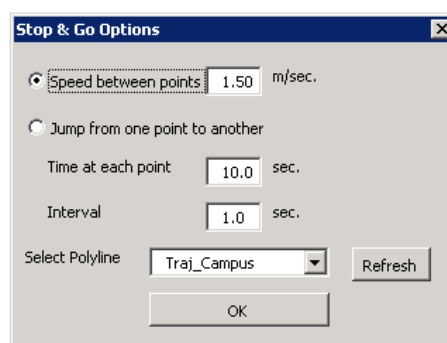 Stop & Go Options
Speed between points 1.50 m/sec.
Jump from one point to another
Time at each point 10.0 sec.
Interval 1.0 sec.
Select Polyline Traj_Campus Refresh
OK